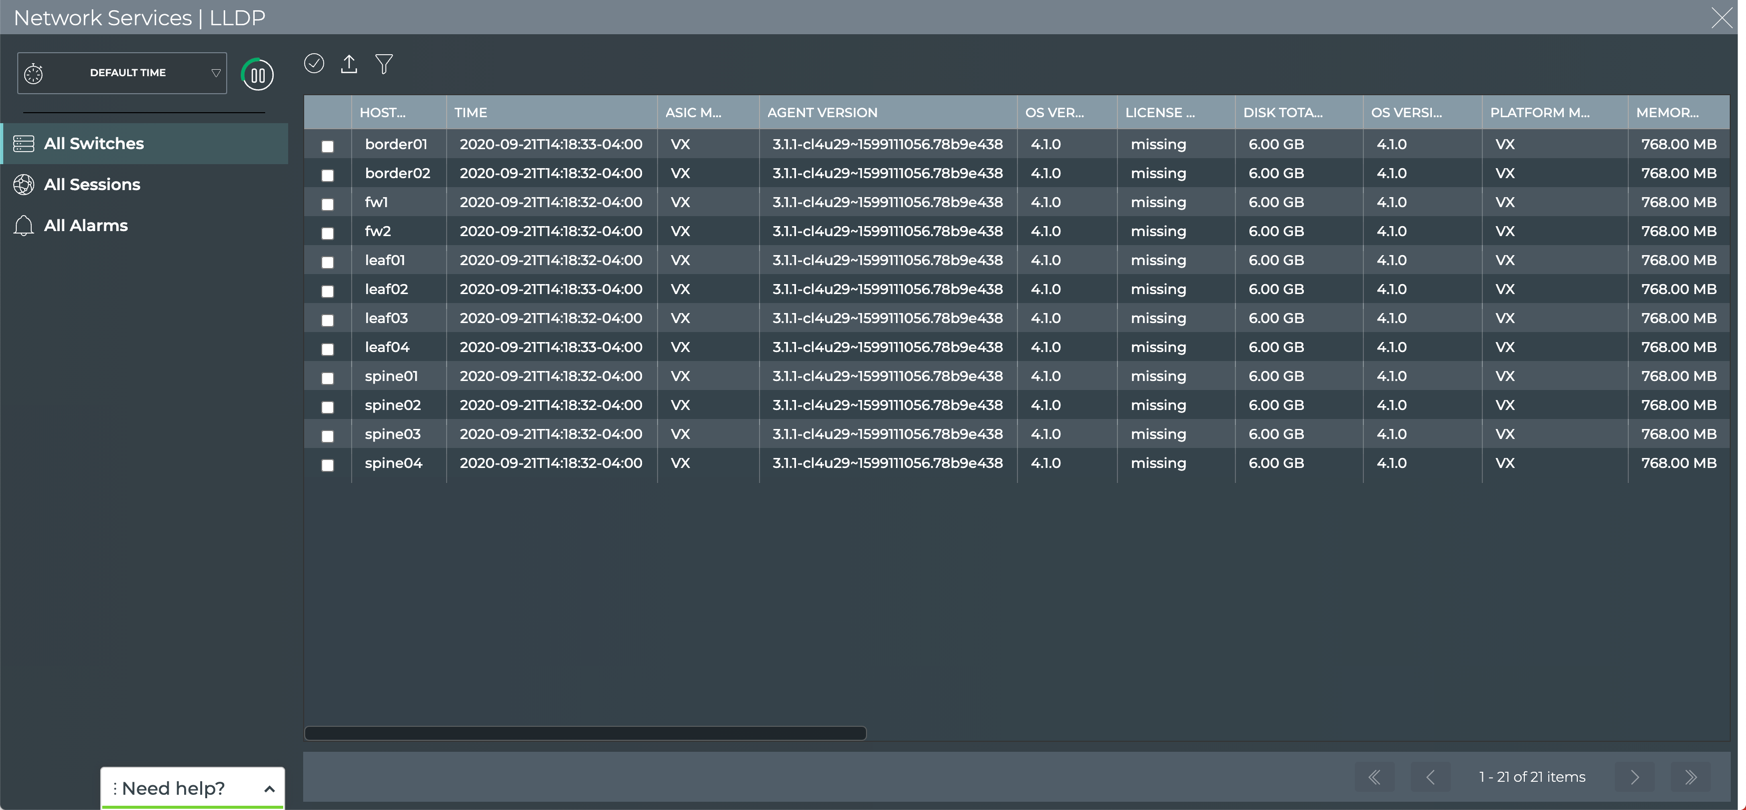 Network Services | LLDP
DEFAULT TIME
All Switches
All Sessions
All Alarms
HOST... TIME ASIC M... AGENT VERSION OS VER... LICENSE ... DISK TOTA... OS VERSI... PLATFORM M... MEMOR...
border01 2020-09-21T14:18:33-04:00 VX 3.1.1-cl4u29~1599111056.78b9e438 4.1.0 missing 6.00 GB 4.1.0 VX 768.00 MB
border02 2020-09-21T14:18:32-04:00 VX 3.1.1-cl4u29~1599111056.78b9e438 4.1.0 missing 6.00 GB 4.1.0 VX 768.00 MB
fw1 2020-09-21T14:18:32-04:00 VX 3.1.1-cl4u29~1599111056.78b9e438 4.1.0 missing 6.00 GB 4.1.0 VX 768.00 MB
fw2 2020-09-21T14:18:32-04:00 VX 3.1.1-cl4u29~1599111056.78b9e438 4.1.0 missing 6.00 GB 4.1.0 VX 768.00 MB
leaf01 2020-09-21T14:18:32-04:00 VX 3.1.1-cl4u29~1599111056.78b9e438 4.1.0 missing 6.00 GB 4.1.0 VX 768.00 MB
leaf02 2020-09-21T14:18:33-04:00 VX 3.1.1-cl4u29~1599111056.78b9e438 4.1.0 missing 6.00 GB 4.1.0 VX 768.00 MB
leaf03 2020-09-21T14:18:33-04:00 VX 3.1.1-cl4u29~1599111056.78b9e438 4.1.0 missing 6.00 GB 4.1.0 VX 768.00 MB
leaf04 2020-09-21T14:18:33-04:00 VX 3.1.1-cl4u29~1599111056.78b9e438 4.1.0 missing 6.00 GB 4.1.0 VX 768.00 MB
spine01 2020-09-21T14:18:32-04:00 VX 3.1.1-cl4u29~1599111056.78b9e438 4.1.0 missing 6.00 GB 4.1.0 VX 768.00 MB
spine02 2020-09-21T14:18:32-04:00 VX 3.1.1-cl4u29~1599111056.78b9e438 4.1.0 missing 6.00 GB 4.1.0 VX 768.00 MB
spine03 2020-09-21T14:18:32-04:00 VX 3.1.1-cl4u29~1599111056.78b9e438 4.1.0 missing 6.00 GB 4.1.0 VX 768.00 MB
spine04 2020-09-21T14:18:32-04:00 VX 3.1.1-cl4u29~1599111056.78b9e438 4.1.0 missing 6.00 GB 4.1.0 VX 768.00 MB
1 - 21 of 21 items
Need help?